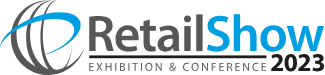 RetailShow
EXHIBITION & CONFERENCE 2023